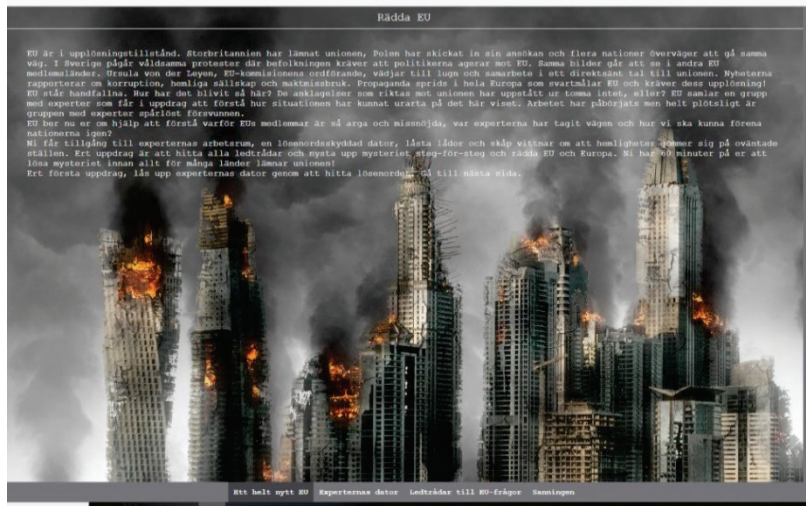 Rädda EU
EU är i upplösningstillstånd. Storbritannien har lämnat unionen, Polen har skickat in sin ansökan och flera nationer överväger att gå samma
väg. I Sverige pågår våldsamma protester där befolkningen kräver att politikerna agerar mot EU. Samma bilder går att se i andra EU
medlemsländer. Ursula von der Leyen, EU-kommisionens ordförande, vädjar till lugn och samarbete i ett direktsänt tal till unionen. Nyheterna
rapporterar om korruption, hemliga sällskap och maktmissbruk. Propaganda sprids i hela Europa som svartmålar EU och kräver dess upplösning!
EU står handfallna. Hur har det blivit så här? De anklagelser som riktas mot unionen har uppstått ur tomma intet, eller? EU samlar en grupp
med experter som får i uppdrag att förstå hur situationen har kunnat urarta på det här viset. Arbetet har påbörjats men helt plötsligt är
gruppen med experter spårlöst försvunnen.
EU ber nu er om hjälp att förstå varför EUs medlemmar är så arga och missnöjda, var experterna har tagit vägen och hur vi ska kunna förena
nationerna igen?
Ni får tillgång till experternas arbetsrum, en lösenordsskyddad dator, låsta lådor och skåp vittnar om att hemligheter gömmer sig på oväntade
ställen. Ert uppdrag är att hitta alla ledtrådar och nysta upp mysteriet steg-för-steg och rädda EU och Europa. Ni har 60 minuter på er att
lösa mysteriet innan allt för många länder lämnar unionen!
Ert första uppdrag, lås upp experternas dator genom att hitta lösenordet. Gå till nästa sida.
Ett helt nytt EU Experternas dator Ledtrådar till EU-frågor Sanningen